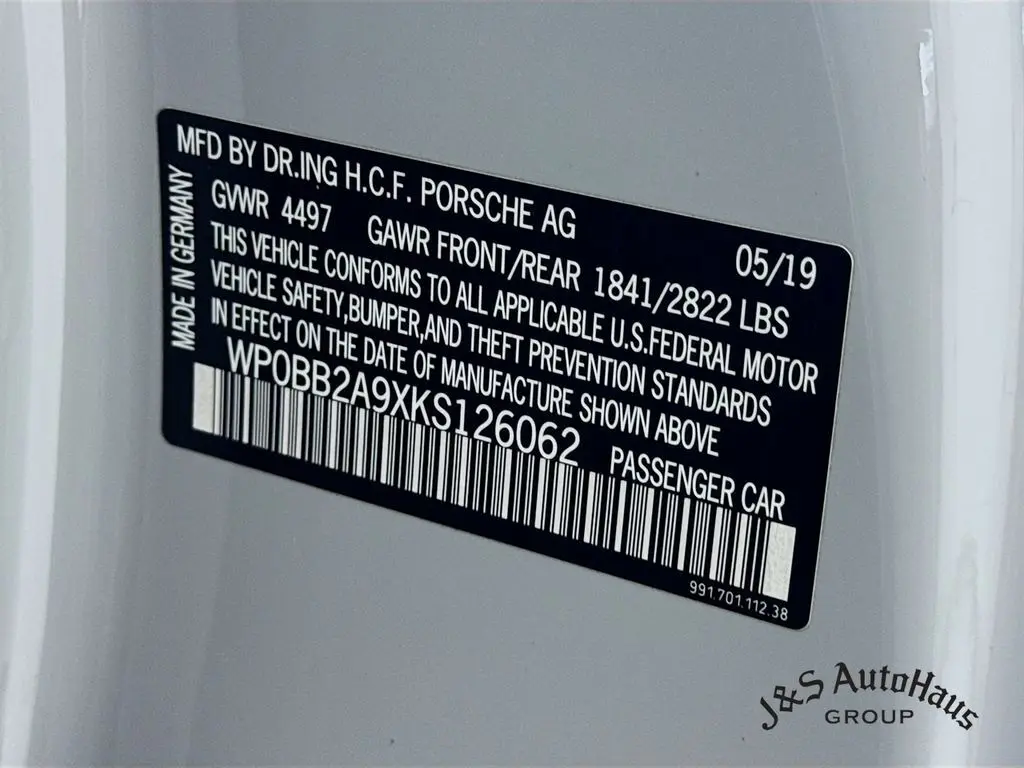 MFD BY DR.ING H.C.F. PORSCHE AG 05/19
GVWR 4497 GAWR FRONT/REAR 1841/2822 LBS
THIS VEHICLE CONFORMS TO ALL APPLICABLE U.S.FEDERAL MOTOR
VEHICLE SAFETY,BUMPER,AND THEFT PREVENTION STANDARDS
IN EFFECT ON THE DATE OF MANUFACTURE SHOWN ABOVE
WP0BB2A9XKS126062 PASSENGER CAR
991.701.112.38
MADE IN GERMANY
J&S AutoHaus
GROUP